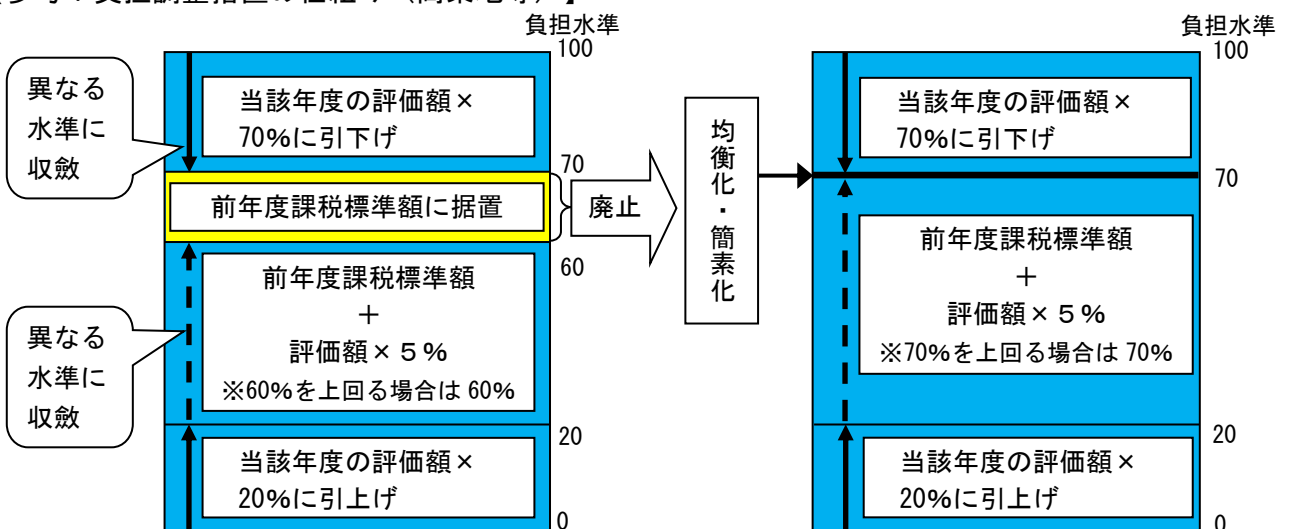 負担水準
100
異なる
水準に
収斂
当該年度の評価額×
70%に引下げ
70
前年度課税標準額に据置
廃止
60
前年度課税標準額
＋
評価額×５%
※60%を上回る場合は 60%
異なる
水準に
収斂
20
当該年度の評価額×
20%に引上げ
0
均衡化・簡素化
負担水準
100
当該年度の評価額×
70%に引下げ
70
前年度課税標準額
＋
評価額×５%
※70%を上回る場合は 70%
20
当該年度の評価額×
20%に引上げ
0